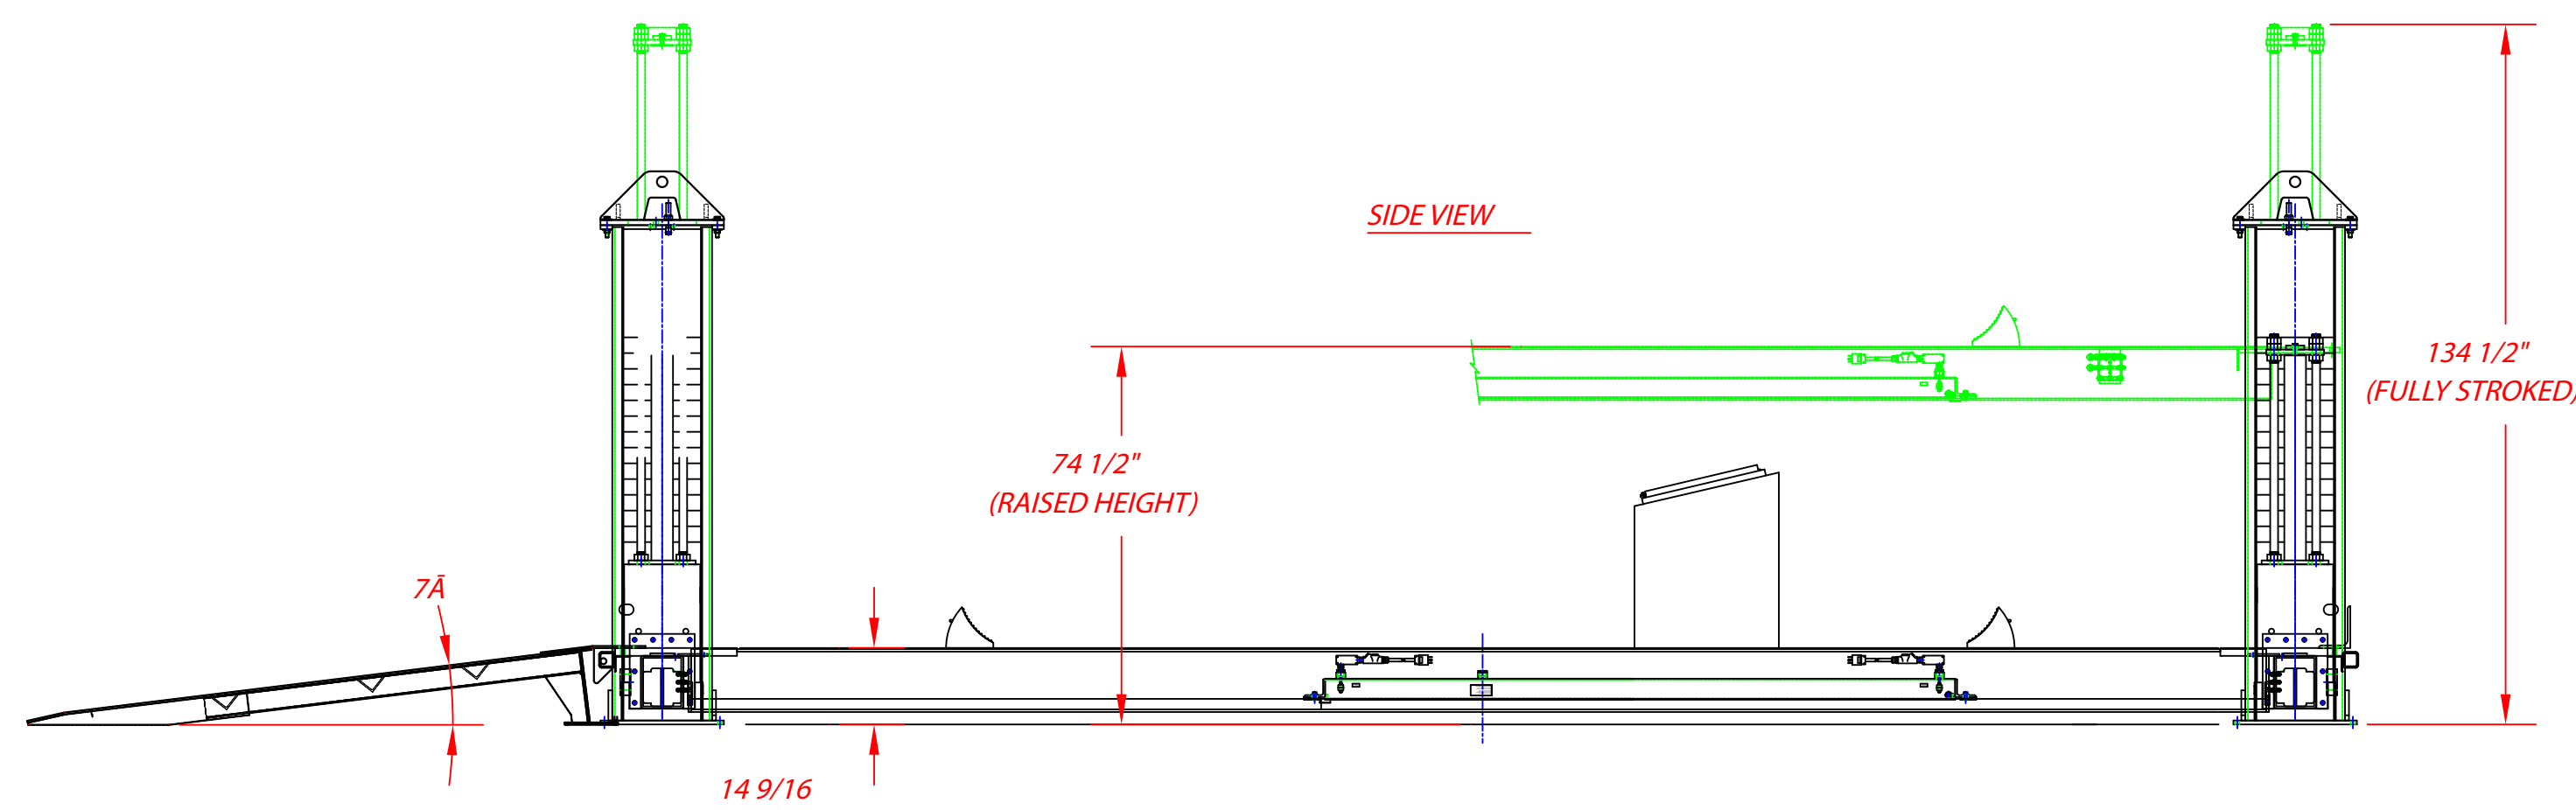 SIDE VIEW
134 1/2"
(FULLY STROKED)
74 1/2"
(RAISED HEIGHT)
7Ā
14 9/16